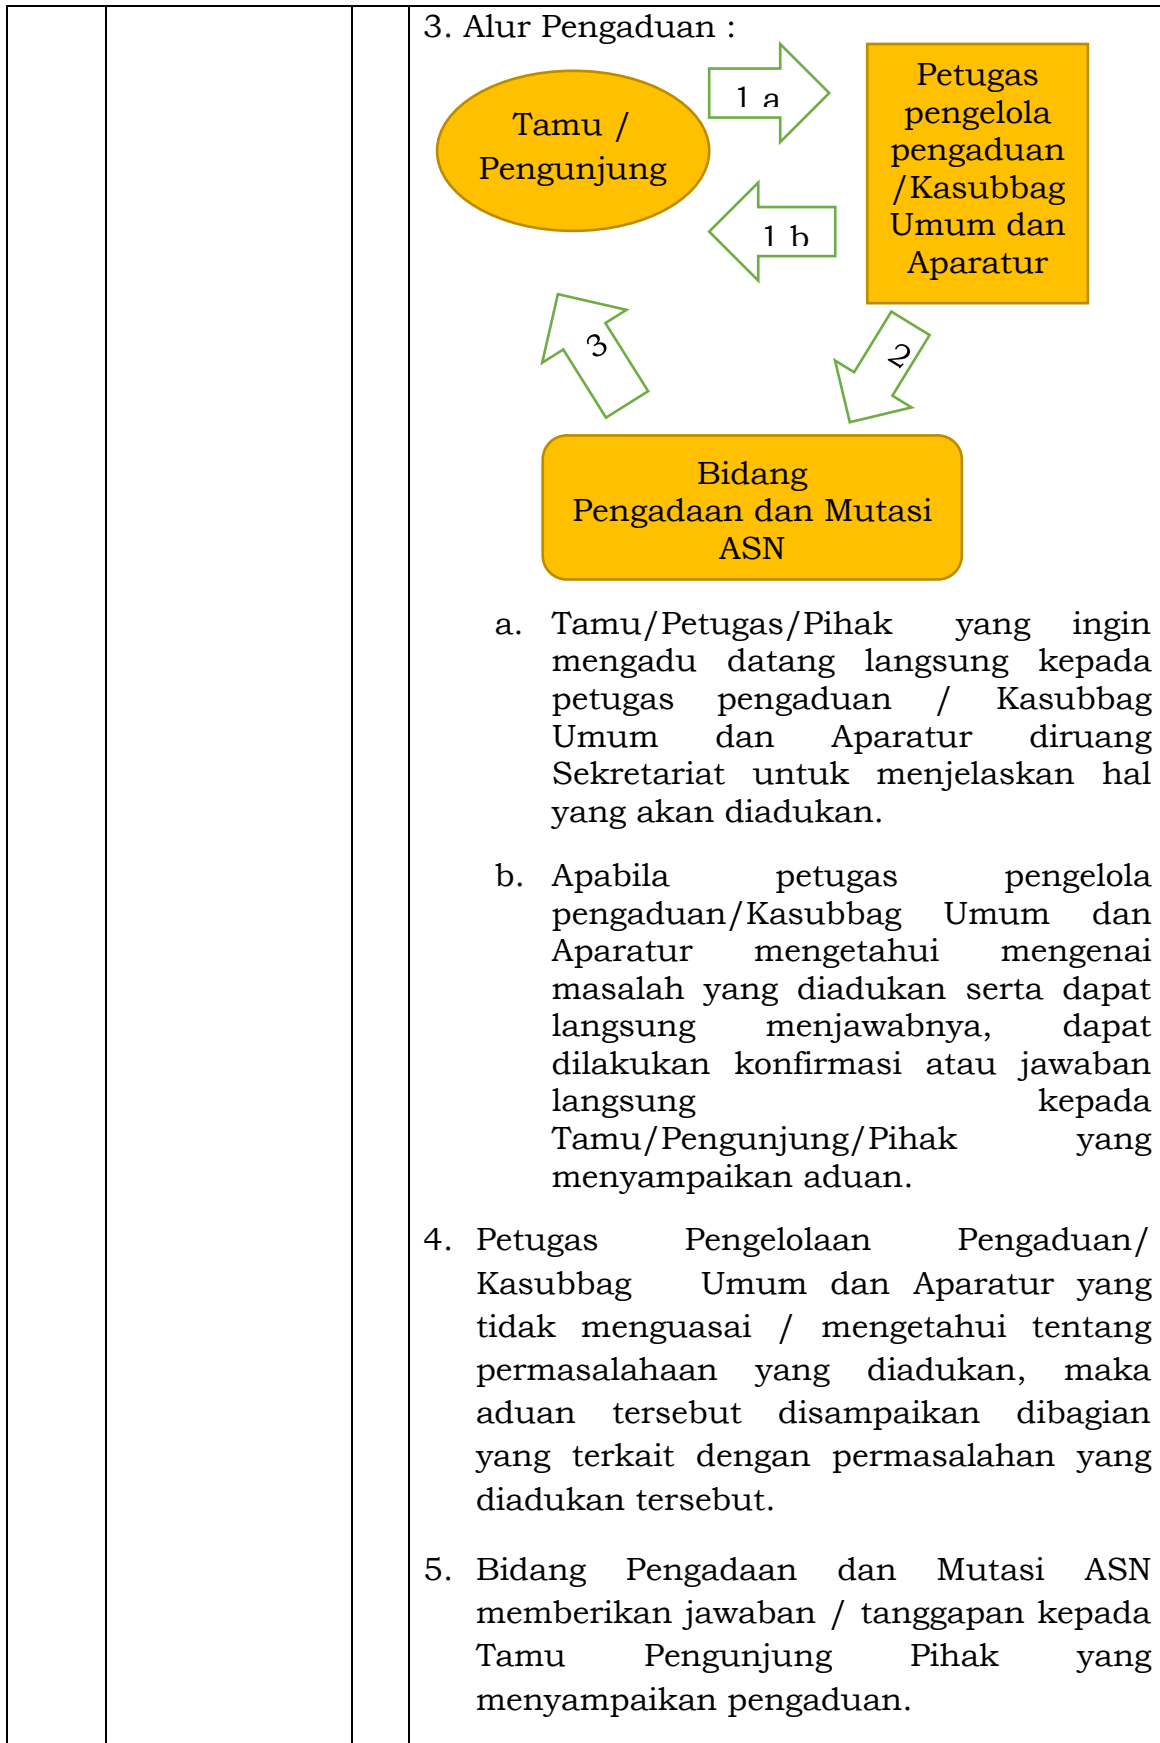 3. Alur Pengaduan :
Tamu /
Pengunjung
1 a
Petugas
pengelola
pengaduan
/Kasubbag
Umum dan
Aparatur
1 b
3
2
Bidang
Pengadaan dan Mutasi
ASN
a. Tamu/Petugas/Pihak yang ingin
mengadu datang langsung kepada
petugas pengaduan / Kasubbag
Umum dan Aparatur diruang
Sekretariat untuk menjelaskan hal
yang akan diadukan.
b. Apabila petugas pengelola
pengaduan/Kasubbag Umum dan
Aparatur mengetahui mengenai
masalah yang diadukan serta dapat
langsung menjawabnya, dapat
dilakukan konfirmasi atau jawaban
langsung kepada
Tamu/Pengunjung/Pihak yang
menyampaikan aduan.
4. Petugas Pengelolaan Pengaduan/
Kasubbag Umum dan Aparatur yang
tidak menguasai / mengetahui tentang
permasalahaan yang diadukan, maka
aduan tersebut disampaikan dibagian
yang terkait dengan permasalahan yang
diadukan tersebut.
5. Bidang Pengadaan dan Mutasi ASN
memberikan jawaban / tanggapan kepada
Tamu Pengunjung Pihak yang
menyampaikan pengaduan.